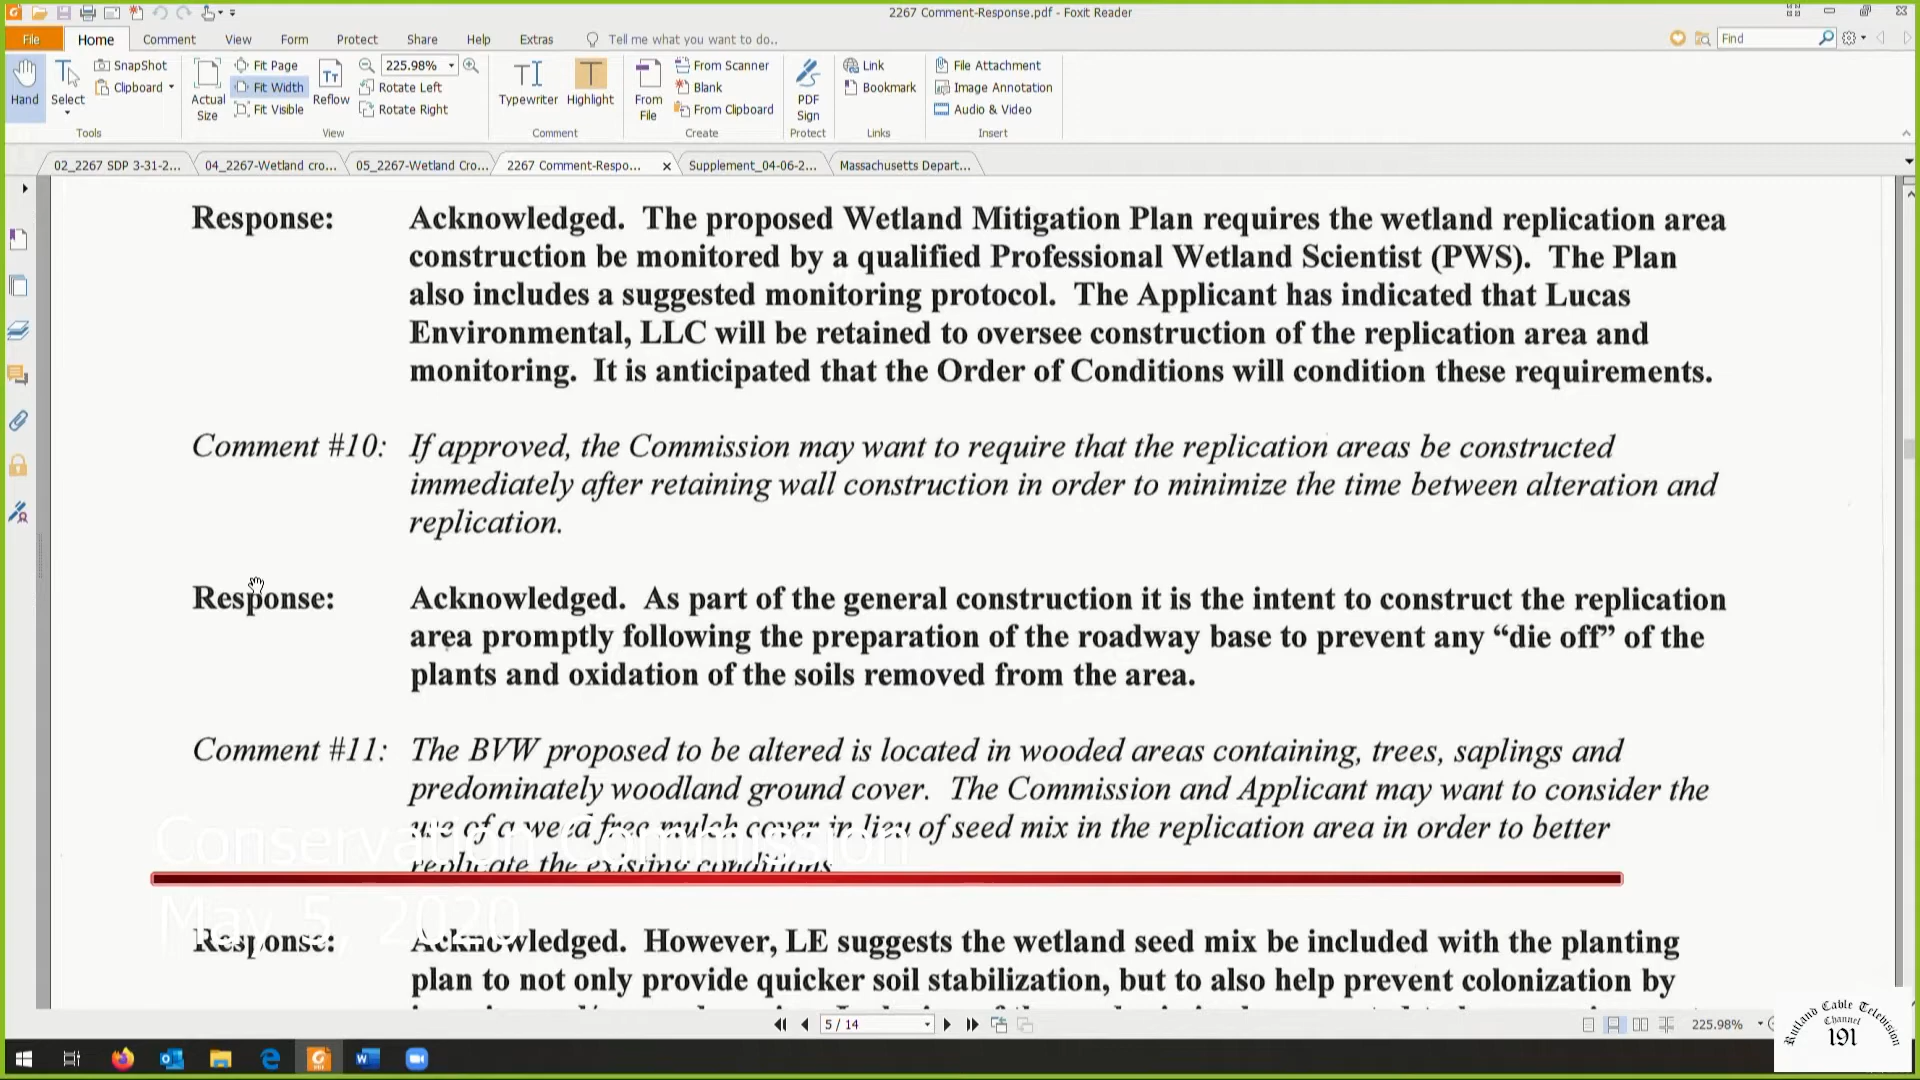 2267 Comment-Response.pdf - Foxit Reader
File Home Comment View Form Protect Share Help Extras Tell me what you want to do.. Find
Hand Select SnapShot Clipboard Actual Size Fit Page Fit Width Fit Visible Reflow 225.98% Rotate Left Rotate Right Typewriter Highlight From File From Scanner Blank From Clipboard PDF Sign Link Bookmark File Attachment Image Annotation Audio & Video
Tools View Comment Create Protect Links Insert
02_2267 SDP 3-31-2... 04_2267-Wetland cro... 05_2267-Wetland Cro... 2267 Comment-Respo... Supplement_04-06-2... Massachusetts Depart...
Response: Acknowledged. The proposed Wetland Mitigation Plan requires the wetland replication area
construction be monitored by a qualified Professional Wetland Scientist (PWS). The Plan
also includes a suggested monitoring protocol. The Applicant has indicated that Lucas
Environmental, LLC will be retained to oversee construction of the replication area and
monitoring. It is anticipated that the Order of Conditions will condition these requirements.
Comment #10: If approved, the Commission may want to require that the replication areas be constructed
immediately after retaining wall construction in order to minimize the time between alteration and
replication.
Response: Acknowledged. As part of the general construction it is the intent to construct the replication
area promptly following the preparation of the roadway base to prevent any “die off” of the
plants and oxidation of the soils removed from the area.
Comment #11: The BVW proposed to be altered is located in wooded areas containing, trees, saplings and
predominately woodland ground cover. The Commission and Applicant may want to consider the
use of a weed free mulch cover in lieu of seed mix in the replication area in order to better
replicate the existing conditions
Conservation Commission
May 5, 2020
Response: Acknowledged. However, LE suggests the wetland seed mix be included with the planting
plan to not only provide quicker soil stabilization, but to also help prevent colonization by
5 / 14
225.98%
Rutland Cable Television
Channel
191